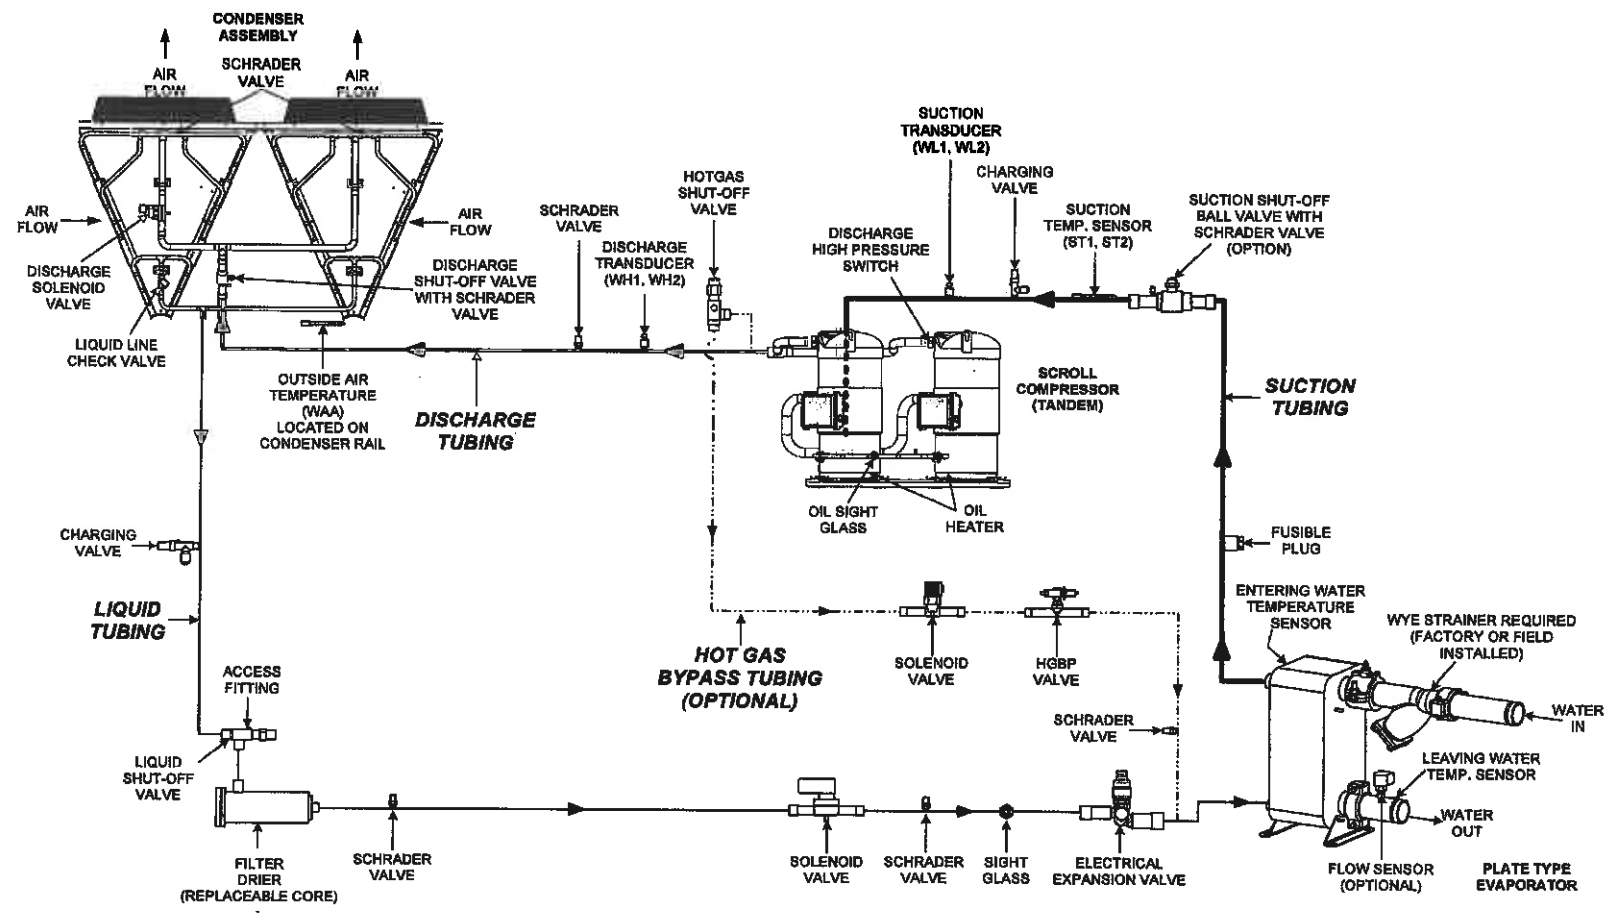 CONDENSER
ASSEMBLY
SCHRADER
VALVE
AIR
FLOW
AIR
FLOW
AIR
FLOW
AIR
FLOW
DISCHARGE
SOLENOID
VALVE
LIQUID LINE
CHECK VALVE
DISCHARGE
SHUT-OFF VALVE
WITH SCHRADER
VALVE
OUTSIDE AIR
TEMPERATURE
(WAA)
LOCATED ON
CONDENSER RAIL
SCHRADER
VALVE
DISCHARGE
TRANSDUCER
(WH1, WH2)
DISCHARGE
TUBING
HOTGAS
SHUT-OFF
VALVE
DISCHARGE
HIGH PRESSURE
SWITCH
SUCTION
TRANSDUCER
(WL1, WL2)
CHARGING
VALVE
SUCTION
TEMP. SENSOR
(ST1, ST2)
SUCTION SHUT-OFF
BALL VALVE WITH
SCHRADER VALVE
(OPTION)
SCROLL
COMPRESSOR
(TANDEM)
SUCTION
TUBING
OIL SIGHT
GLASS
OIL
HEATER
FUSIBLE
PLUG
CHARGING
VALVE
LIQUID
TUBING
ACCESS
FITTING
LIQUID
SHUT-OFF
VALVE
FILTER
DRIER
(REPLACEABLE CORE)
SCHRADER
VALVE
HOT GAS
BYPASS TUBING
(OPTIONAL)
SOLENOID
VALVE
HGBP
VALVE
SCHRADER
VALVE
ENTERING WATER
TEMPERATURE
SENSOR
WYE STRAINER REQUIRED
(FACTORY OR FIELD
INSTALLED)
WATER
IN
LEAVING WATER
TEMP. SENSOR
WATER
OUT
SOLENOID
VALVE
SCHRADER
VALVE
SIGHT
GLASS
ELECTRICAL
EXPANSION VALVE
FLOW SENSOR
(OPTIONAL)
PLATE TYPE
EVAPORATOR